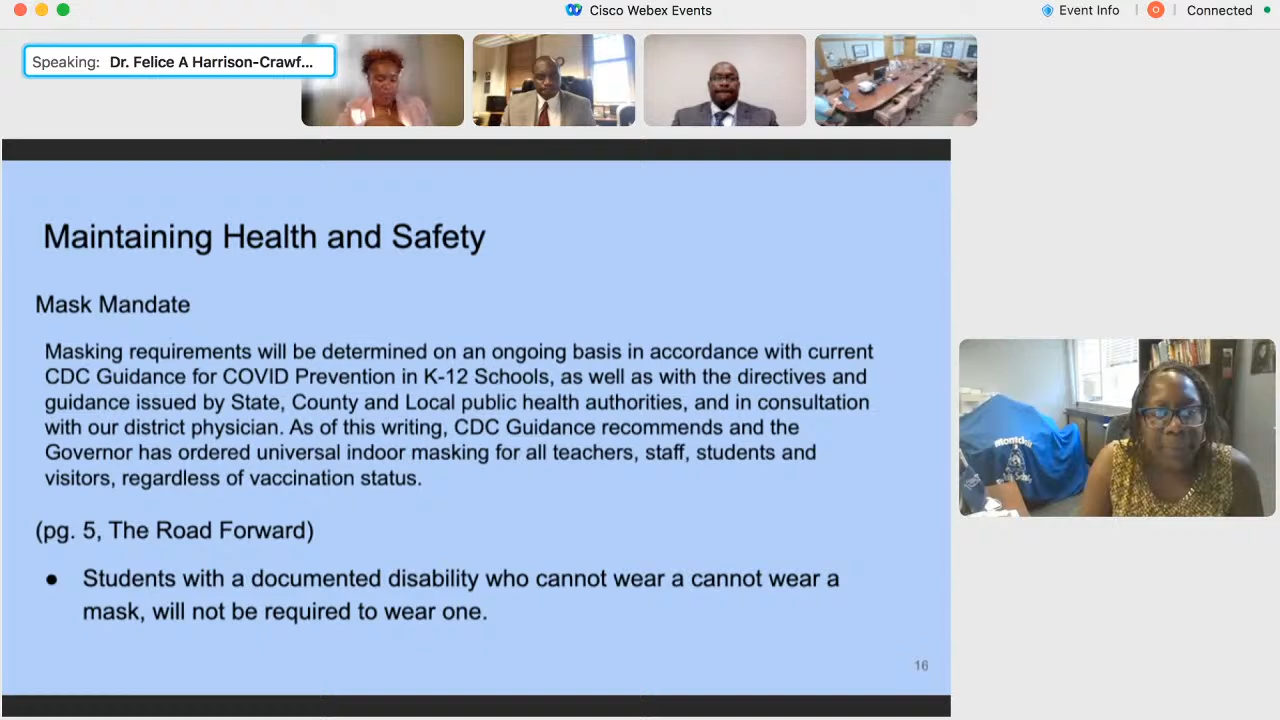 Cisco Webex Events
Event Info
Connected
Speaking: Dr. Felice A Harrison-Crawf...
Maintaining Health and Safety
Mask Mandate
Masking requirements will be determined on an ongoing basis in accordance with current
CDC Guidance for COVID Prevention in K-12 Schools, as well as with the directives and
guidance issued by State, County and Local public health authorities, and in consultation
with our district physician. As of this writing, CDC Guidance recommends and the
Governor has ordered universal indoor masking for all teachers, staff, students and
visitors, regardless of vaccination status.
(pg. 5, The Road Forward)
● Students with a documented disability who cannot wear a cannot wear a
mask, will not be required to wear one.
16